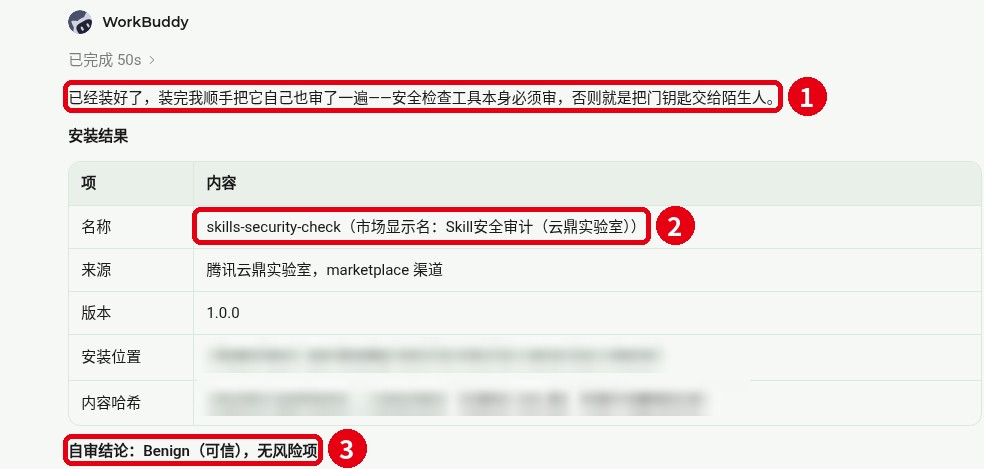 WorkBuddy
已完成 50s
已经装好了，装完我顺手把它自己也审了一遍——安全检查工具本身必须审，否则就是把门钥匙交给陌生人。
1
安装结果
项 内容
名称 skills-security-check（市场显示名：Skill安全审计（云鼎实验室））
2
来源 腾讯云鼎实验室，marketplace 渠道
版本 1.0.0
安装位置
内容哈希
自审结论：Benign（可信），无风险项
3